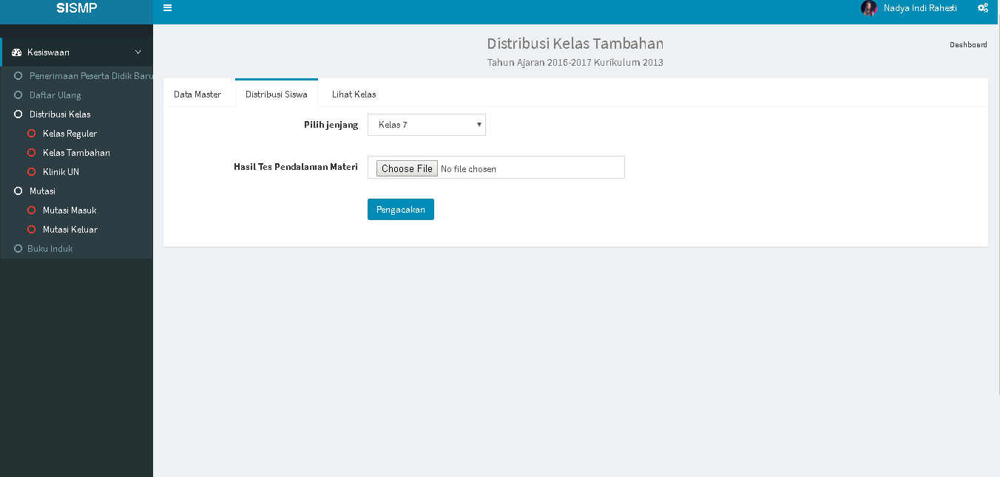 SISMP
Nadya Indi Rahesti
Kesiswaan
Penerimaan Peserta Didik Baru
Daftar Ulang
Distribusi Kelas
Kelas Reguler
Kelas Tambahan
Klinik UN
Mutasi
Mutasi Masuk
Mutasi Keluar
Buku Induk
Distribusi Kelas Tambahan
Tahun Ajaran 2016-2017 Kurikulum 2013
Dashboard
Data Master Distribusi Siswa Lihat Kelas
Pilih jenjang Kelas 7
Hasil Tes Pendalaman Materi Choose File No file chosen
Pengacakan